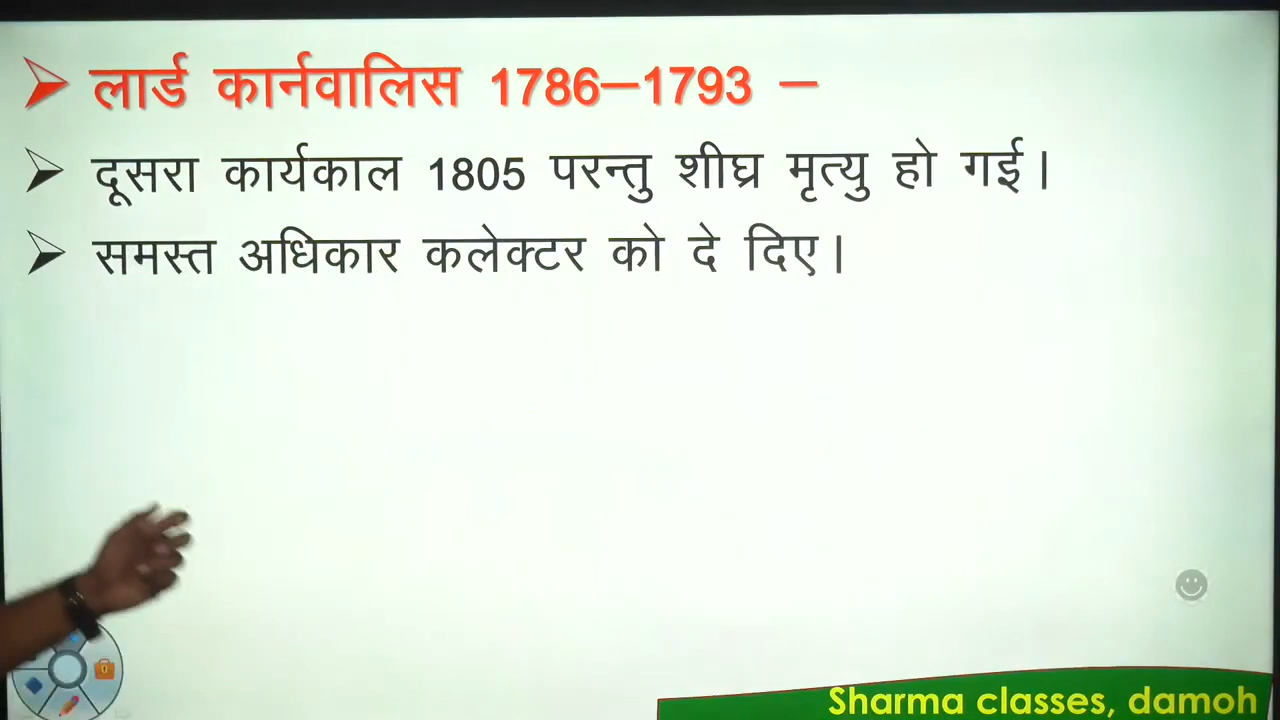 लार्ड कार्नवालिस 1786–1793 –
दूसरा कार्यकाल 1805 परन्तु शीघ्र मृत्यु हो गई।
समस्त अधिकार कलेक्टर को दे दिए।
Sharma classes, damoh